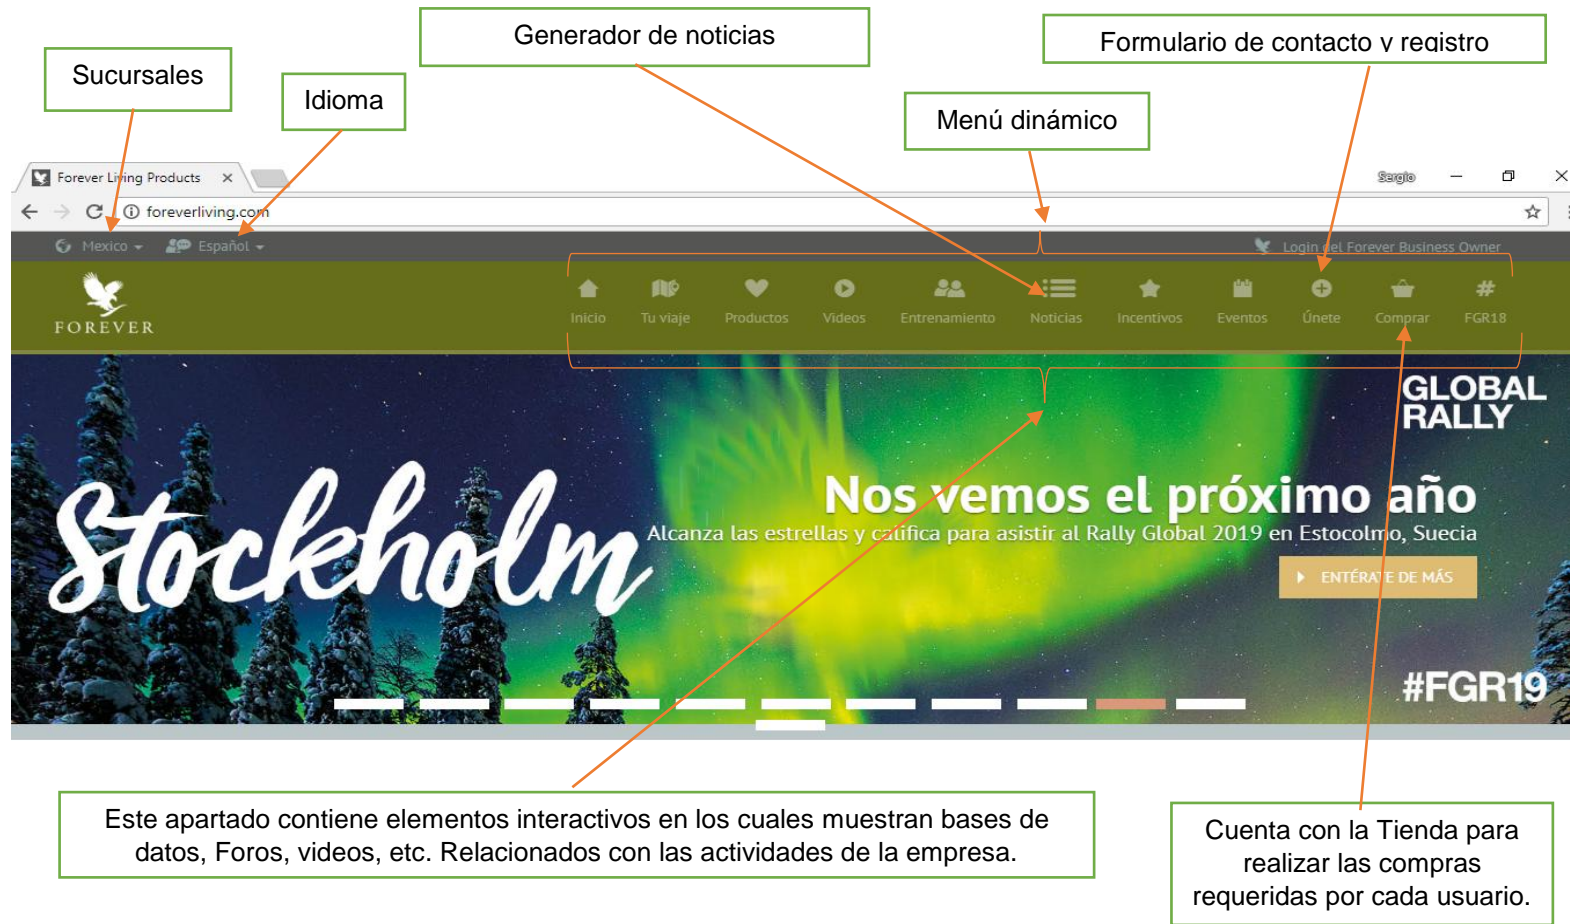 Generador de noticias
Formulario de contacto y registro
Sucursales
Idioma
Menú dinámico
Forever Living Products
Sergio
foreverliving.com
Mexico
Español
Login del Forever Business Owner
FOREVER
Inicio
Tu viaje
Productos
Videos
Entrenamiento
Noticias
Incentivos
Eventos
Únete
Comprar
#
FGR18
GLOBAL
RALLY
Stockholm
Nos vemos el próximo año
Alcanza las estrellas y califica para asistir al Rally Global 2019 en Estocolmo, Suecia
ENTÉRATE DE MÁS
#FGR19
Este apartado contiene elementos interactivos en los cuales muestran bases de
datos, Foros, videos, etc. Relacionados con las actividades de la empresa.
Cuenta con la Tienda para
realizar las compras
requeridas por cada usuario.